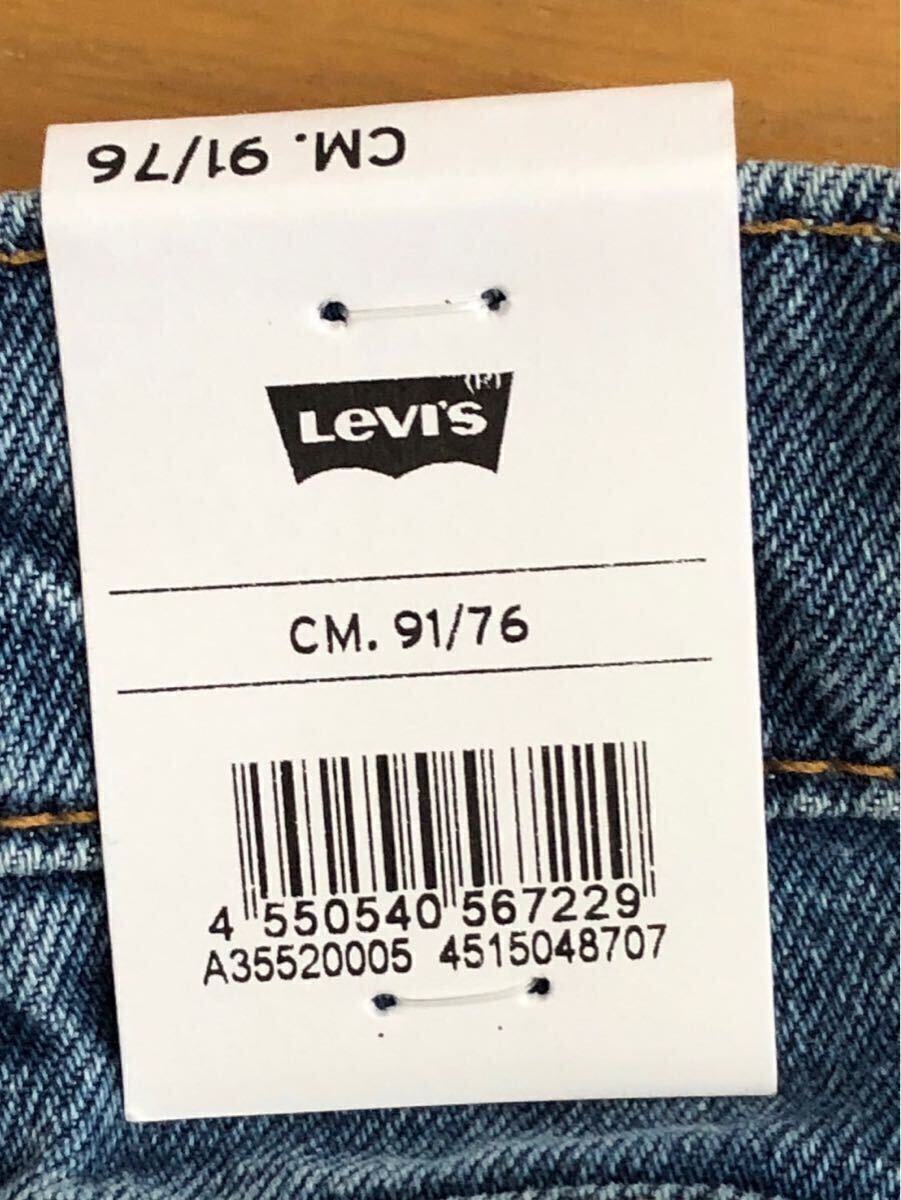 CM. 91/76
(R)
LEVI'S
CM. 91/76
4 550540 567229
A35520005 4515048707